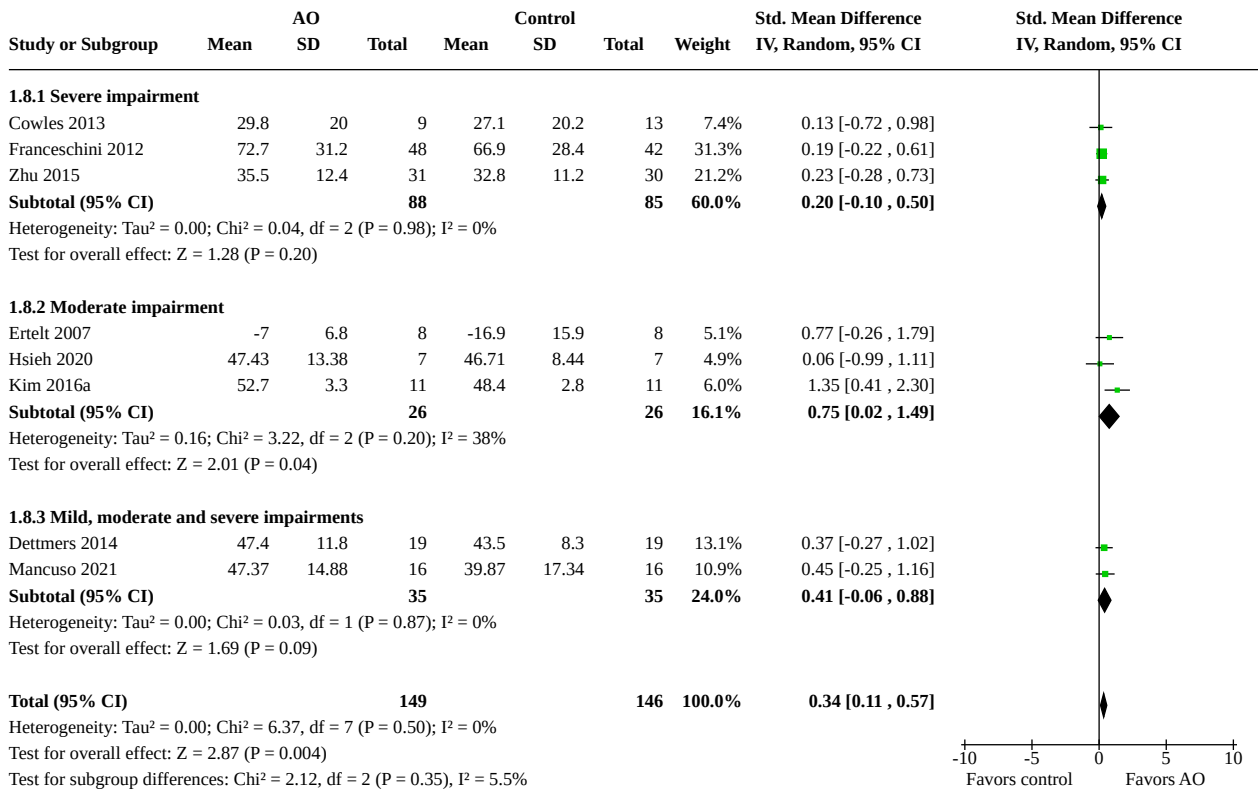 AO Control Std. Mean Difference Std. Mean Difference
Study or Subgroup Mean SD Total Mean SD Total Weight IV, Random, 95% CI IV, Random, 95% CI
1.8.1 Severe impairment
Cowles 2013 29.8 20 9 27.1 20.2 13 7.4% 0.13 [-0.72 , 0.98]
Franceschini 2012 72.7 31.2 48 66.9 28.4 42 31.3% 0.19 [-0.22 , 0.61]
Zhu 2015 35.5 12.4 31 32.8 11.2 30 21.2% 0.23 [-0.28 , 0.73]
Subtotal (95% CI) 88 85 60.0% 0.20 [-0.10 , 0.50]
Heterogeneity: Tau² = 0.00; Chi² = 0.04, df = 2 (P = 0.98); I² = 0%
Test for overall effect: Z = 1.28 (P = 0.20)
1.8.2 Moderate impairment
Ertelt 2007 -7 6.8 8 -16.9 15.9 8 5.1% 0.77 [-0.26 , 1.79]
Hsieh 2020 47.43 13.38 7 46.71 8.44 7 4.9% 0.06 [-0.99 , 1.11]
Kim 2016a 52.7 3.3 11 48.4 2.8 11 6.0% 1.35 [0.41 , 2.30]
Subtotal (95% CI) 26 26 16.1% 0.75 [0.02 , 1.49]
Heterogeneity: Tau² = 0.16; Chi² = 3.22, df = 2 (P = 0.20); I² = 38%
Test for overall effect: Z = 2.01 (P = 0.04)
1.8.3 Mild, moderate and severe impairments
Dettmers 2014 47.4 11.8 19 43.5 8.3 19 13.1% 0.37 [-0.27 , 1.02]
Mancuso 2021 47.37 14.88 16 39.87 17.34 16 10.9% 0.45 [-0.25 , 1.16]
Subtotal (95% CI) 35 35 24.0% 0.41 [-0.06 , 0.88]
Heterogeneity: Tau² = 0.00; Chi² = 0.03, df = 1 (P = 0.87); I² = 0%
Test for overall effect: Z = 1.69 (P = 0.09)
Total (95% CI) 149 146 100.0% 0.34 [0.11 , 0.57]
Heterogeneity: Tau² = 0.00; Chi² = 6.37, df = 7 (P = 0.50); I² = 0%
Test for overall effect: Z = 2.87 (P = 0.004)
Test for subgroup differences: Chi² = 2.12, df = 2 (P = 0.35), I² = 5.5%
-10 -5 0 5 10
Favors control Favors AO